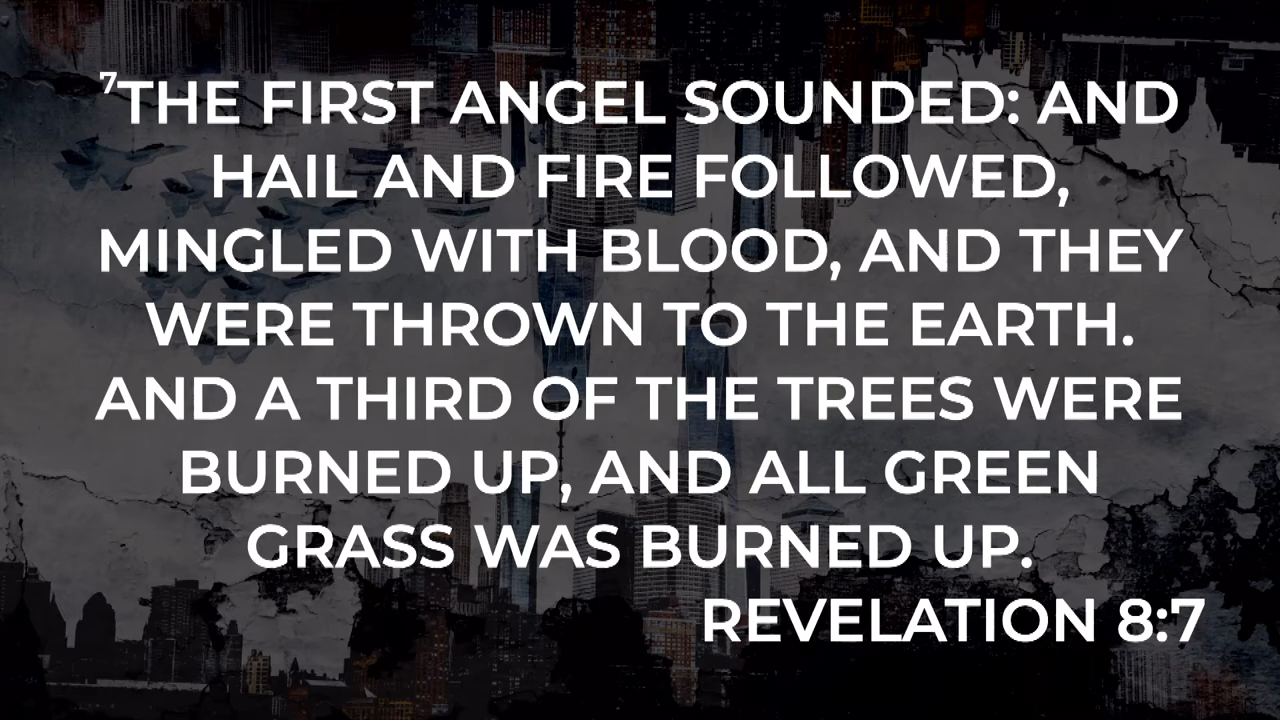 ⁷THE FIRST ANGEL SOUNDED: AND
HAIL AND FIRE FOLLOWED,
MINGLED WITH BLOOD, AND THEY
WERE THROWN TO THE EARTH.
AND A THIRD OF THE TREES WERE
BURNED UP, AND ALL GREEN
GRASS WAS BURNED UP.
REVELATION 8:7